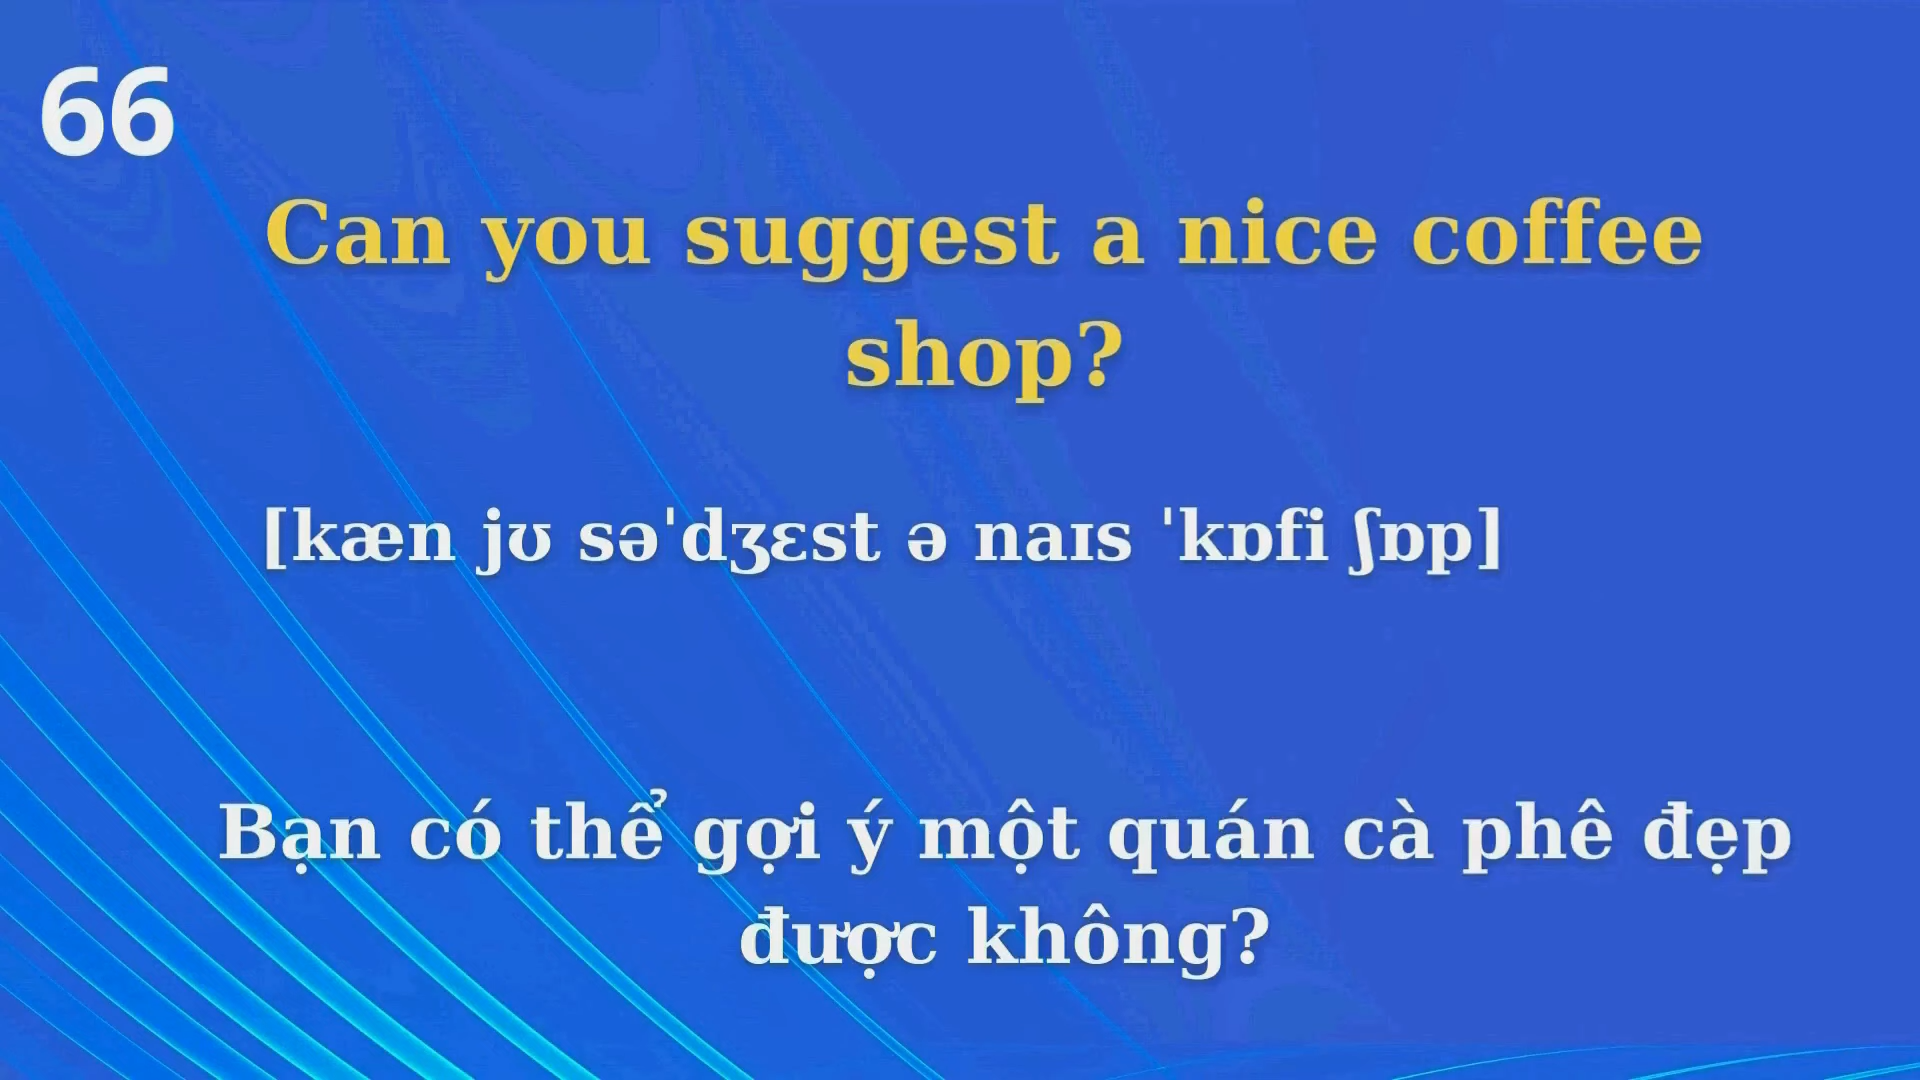 66
Can you suggest a nice coffee
shop?
[kæn jʊ səˈdʒɛst ə naɪs ˈkɒfi ʃɒp]
Bạn có thể gợi ý một quán cà phê đẹp
được không?